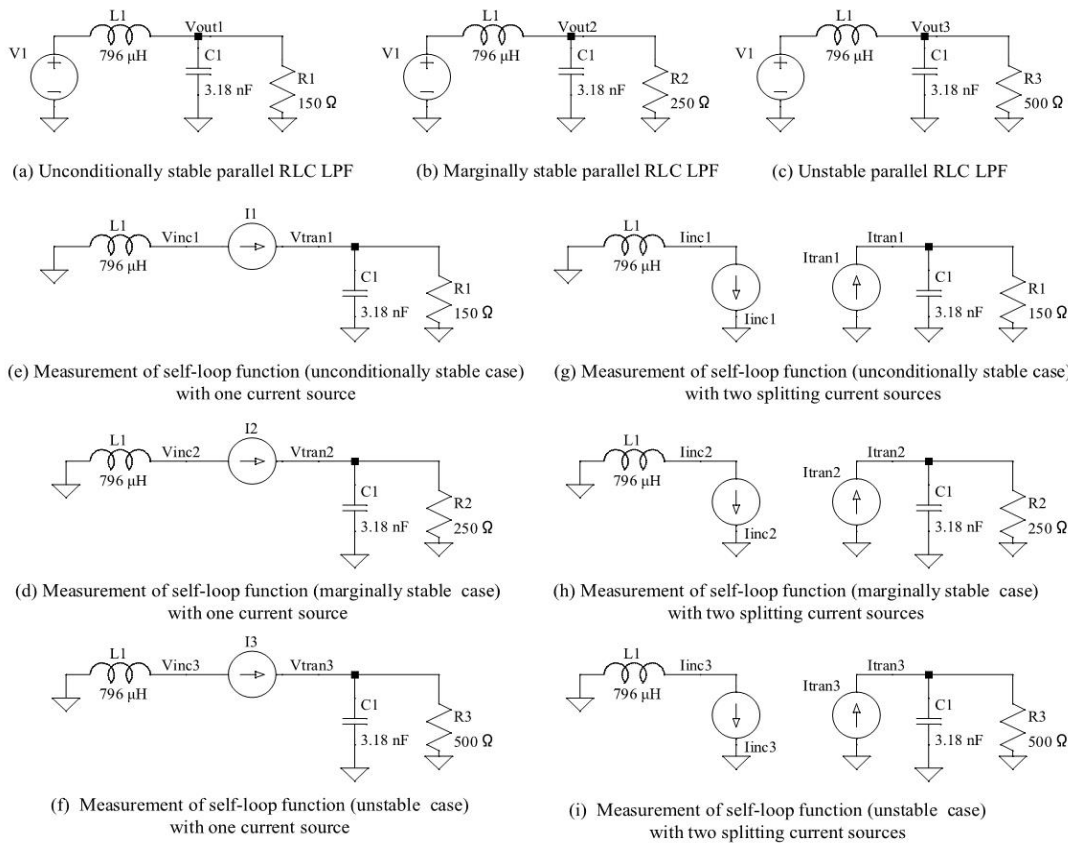 L1
V1
796 μH
Vout1
C1
3.18 nF
R1
150 Ω
(a) Unconditionally stable parallel RLC LPF
L1
V1
796 μH
Vout2
C1
3.18 nF
R2
250 Ω
(b) Marginally stable parallel RLC LPF
L1
V1
796 μH
Vout3
C1
3.18 nF
R3
500 Ω
(c) Unstable parallel RLC LPF
L1
796 μH
Vinc1
I1
Vtran1
C1
3.18 nF
R1
150 Ω
(e) Measurement of self-loop function (unconditionally stable case)
with one current source
L1
796 μH
Iinc1
Iinc1
Itran1
Itran1
C1
3.18 nF
R1
150 Ω
(g) Measurement of self-loop function (unconditionally stable case)
with two splitting current sources
L1
796 μH
Vinc2
I2
Vtran2
C1
3.18 nF
R2
250 Ω
(d) Measurement of self-loop function (marginally stable case)
with one current source
L1
796 μH
Iinc2
Iinc2
Itran2
Itran2
C1
3.18 nF
R2
250 Ω
(h) Measurement of self-loop function (marginally stable case)
with two splitting current sources
L1
796 μH
Vinc3
I3
Vtran3
C1
3.18 nF
R3
500 Ω
(f) Measurement of self-loop function (unstable case)
with one current source
L1
796 μH
Iinc3
Iinc3
Itran3
Itran3
C1
3.18 nF
R3
500 Ω
(i) Measurement of self-loop function (unstable case)
with two splitting current sources